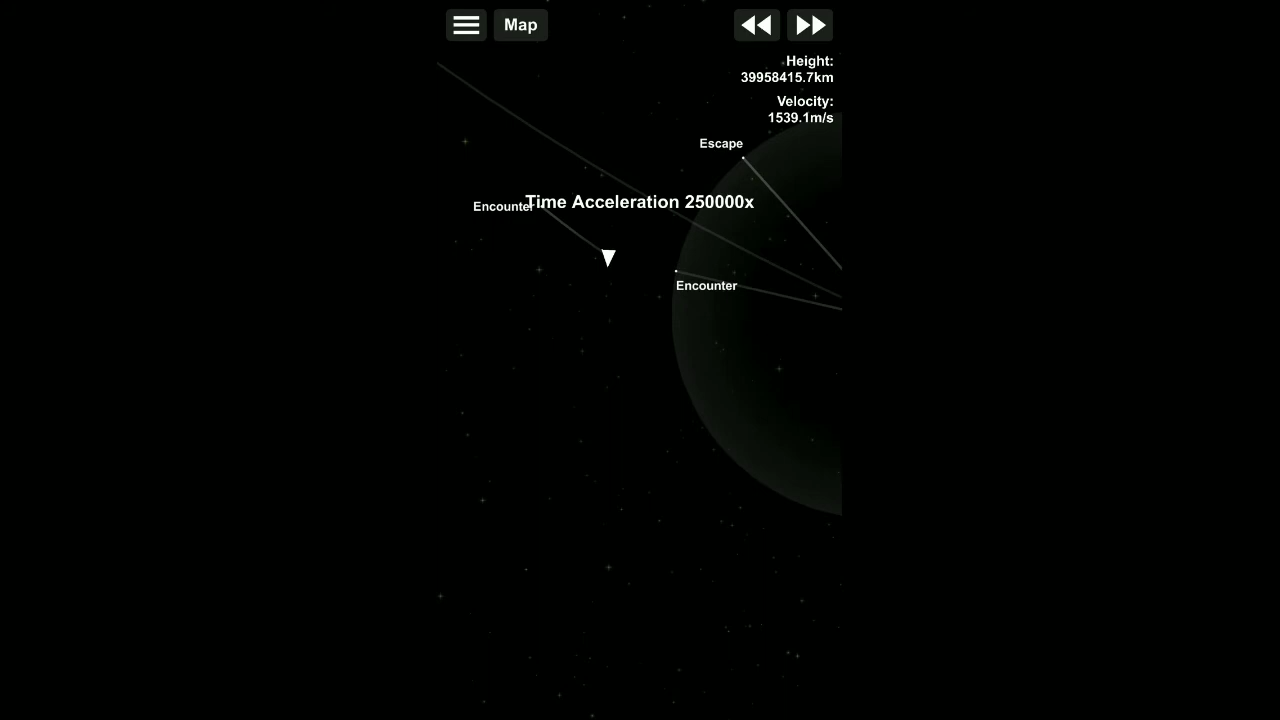 Map
Height:
39958415.7km
Velocity:
1539.1m/s
Escape
Time Acceleration 250000x
Encounter
Encounter